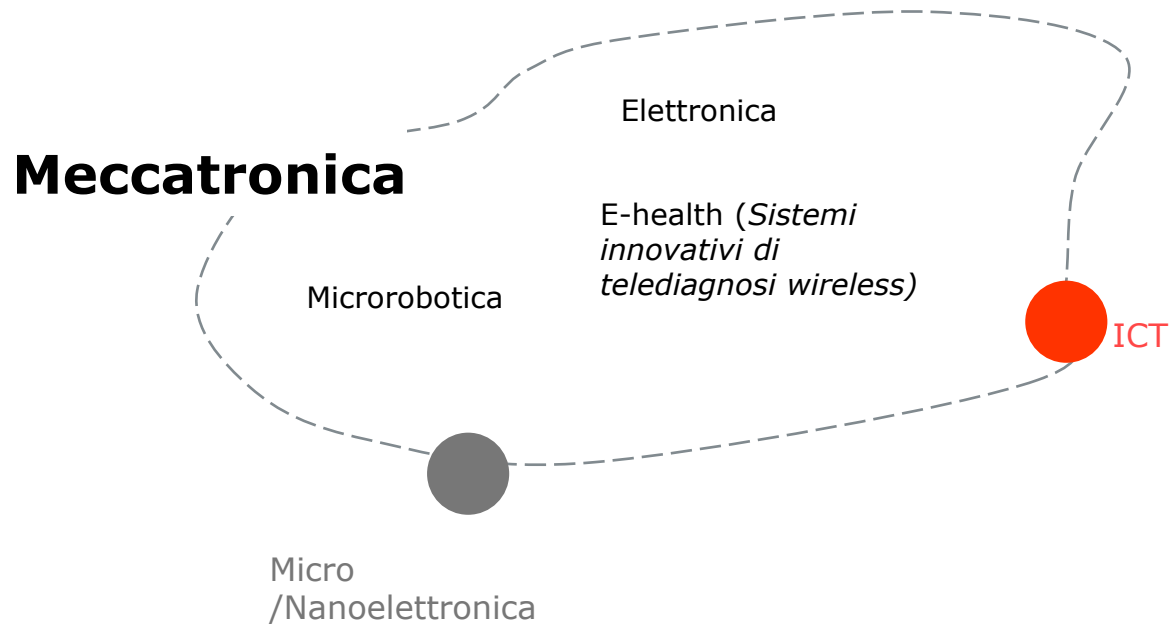 Elettronica
Meccatronica
E-health (Sistemi
innovativi di
telediagnosi wireless)
Microrobotica
ICT
Micro
/Nanoelettronica